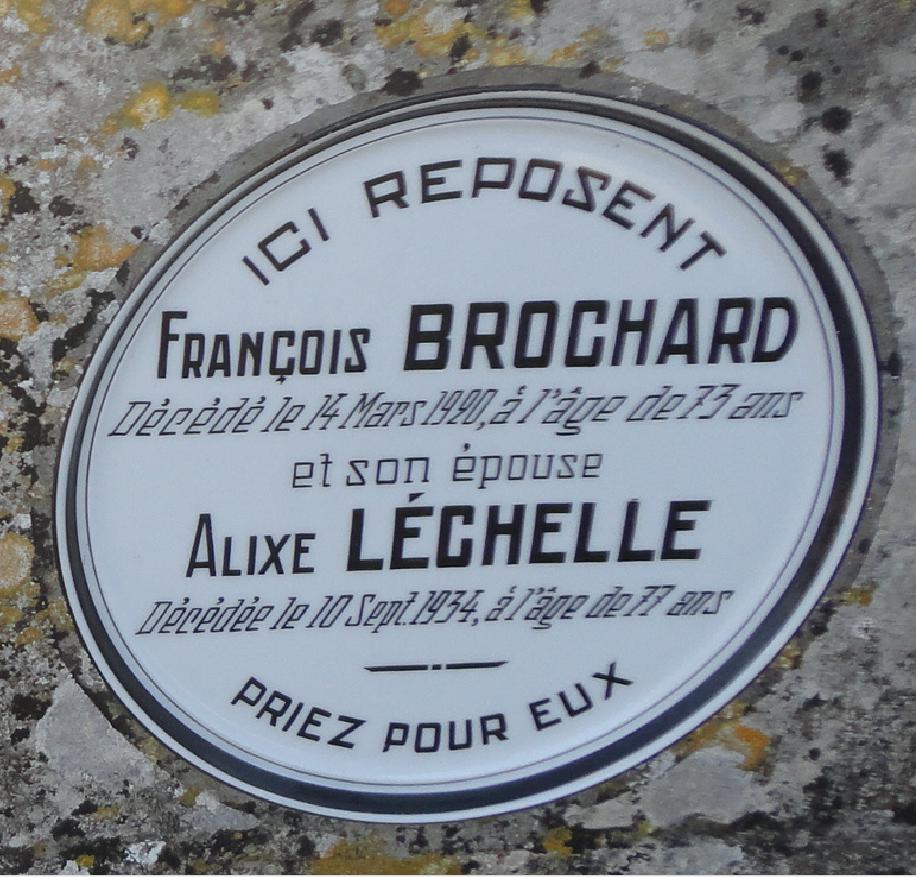 ICI REPOSENT
FRANÇOIS BROCHARD
Décédé le 14 Mars 1920, à l'âge de 73 ans
et son épouse
ALIXE LÉCHELLE
Décédée le 10 Sept. 1934, à l'âge de 77 ans
PRIEZ POUR EUX